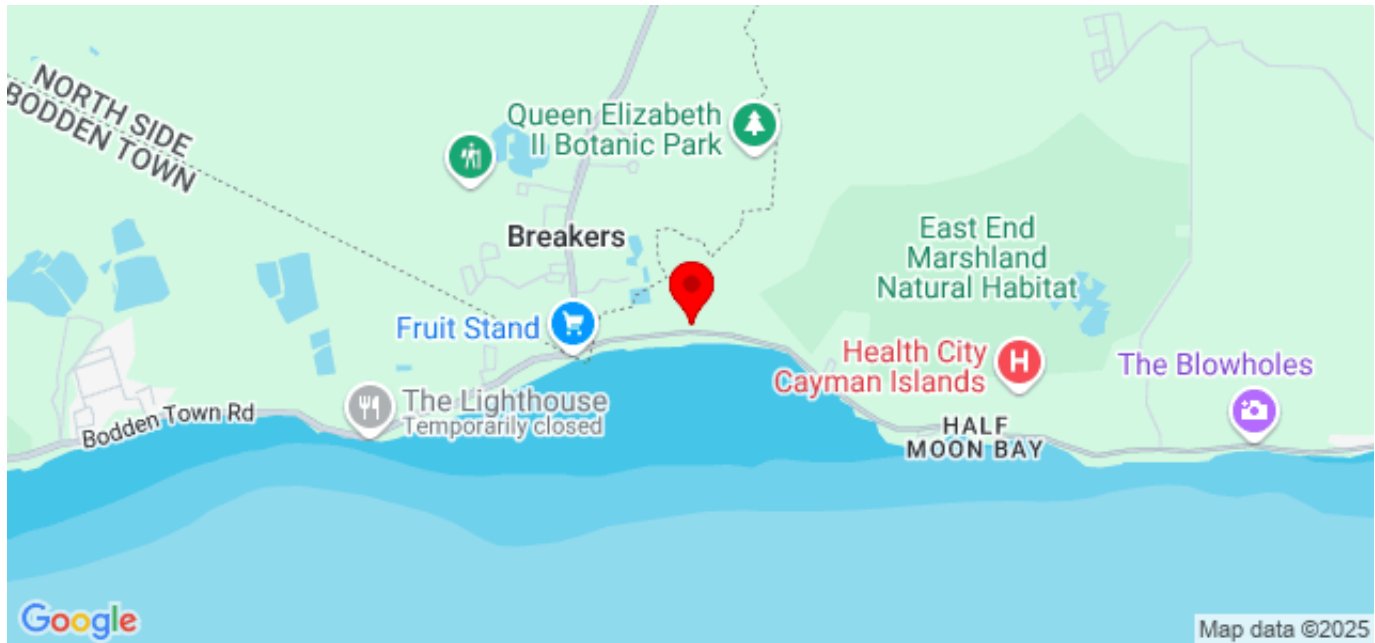 NORTH SIDE
BODDEN TOWN
Queen Elizabeth
II Botanic Park
Breakers
East End
Marshland
Natural Habitat
Fruit Stand
Health City
Cayman Islands
The Blowholes
The Lighthouse
Temporarily closed
Bodden Town Rd
HALF
MOON BAY
H
Google
Map data ©2025